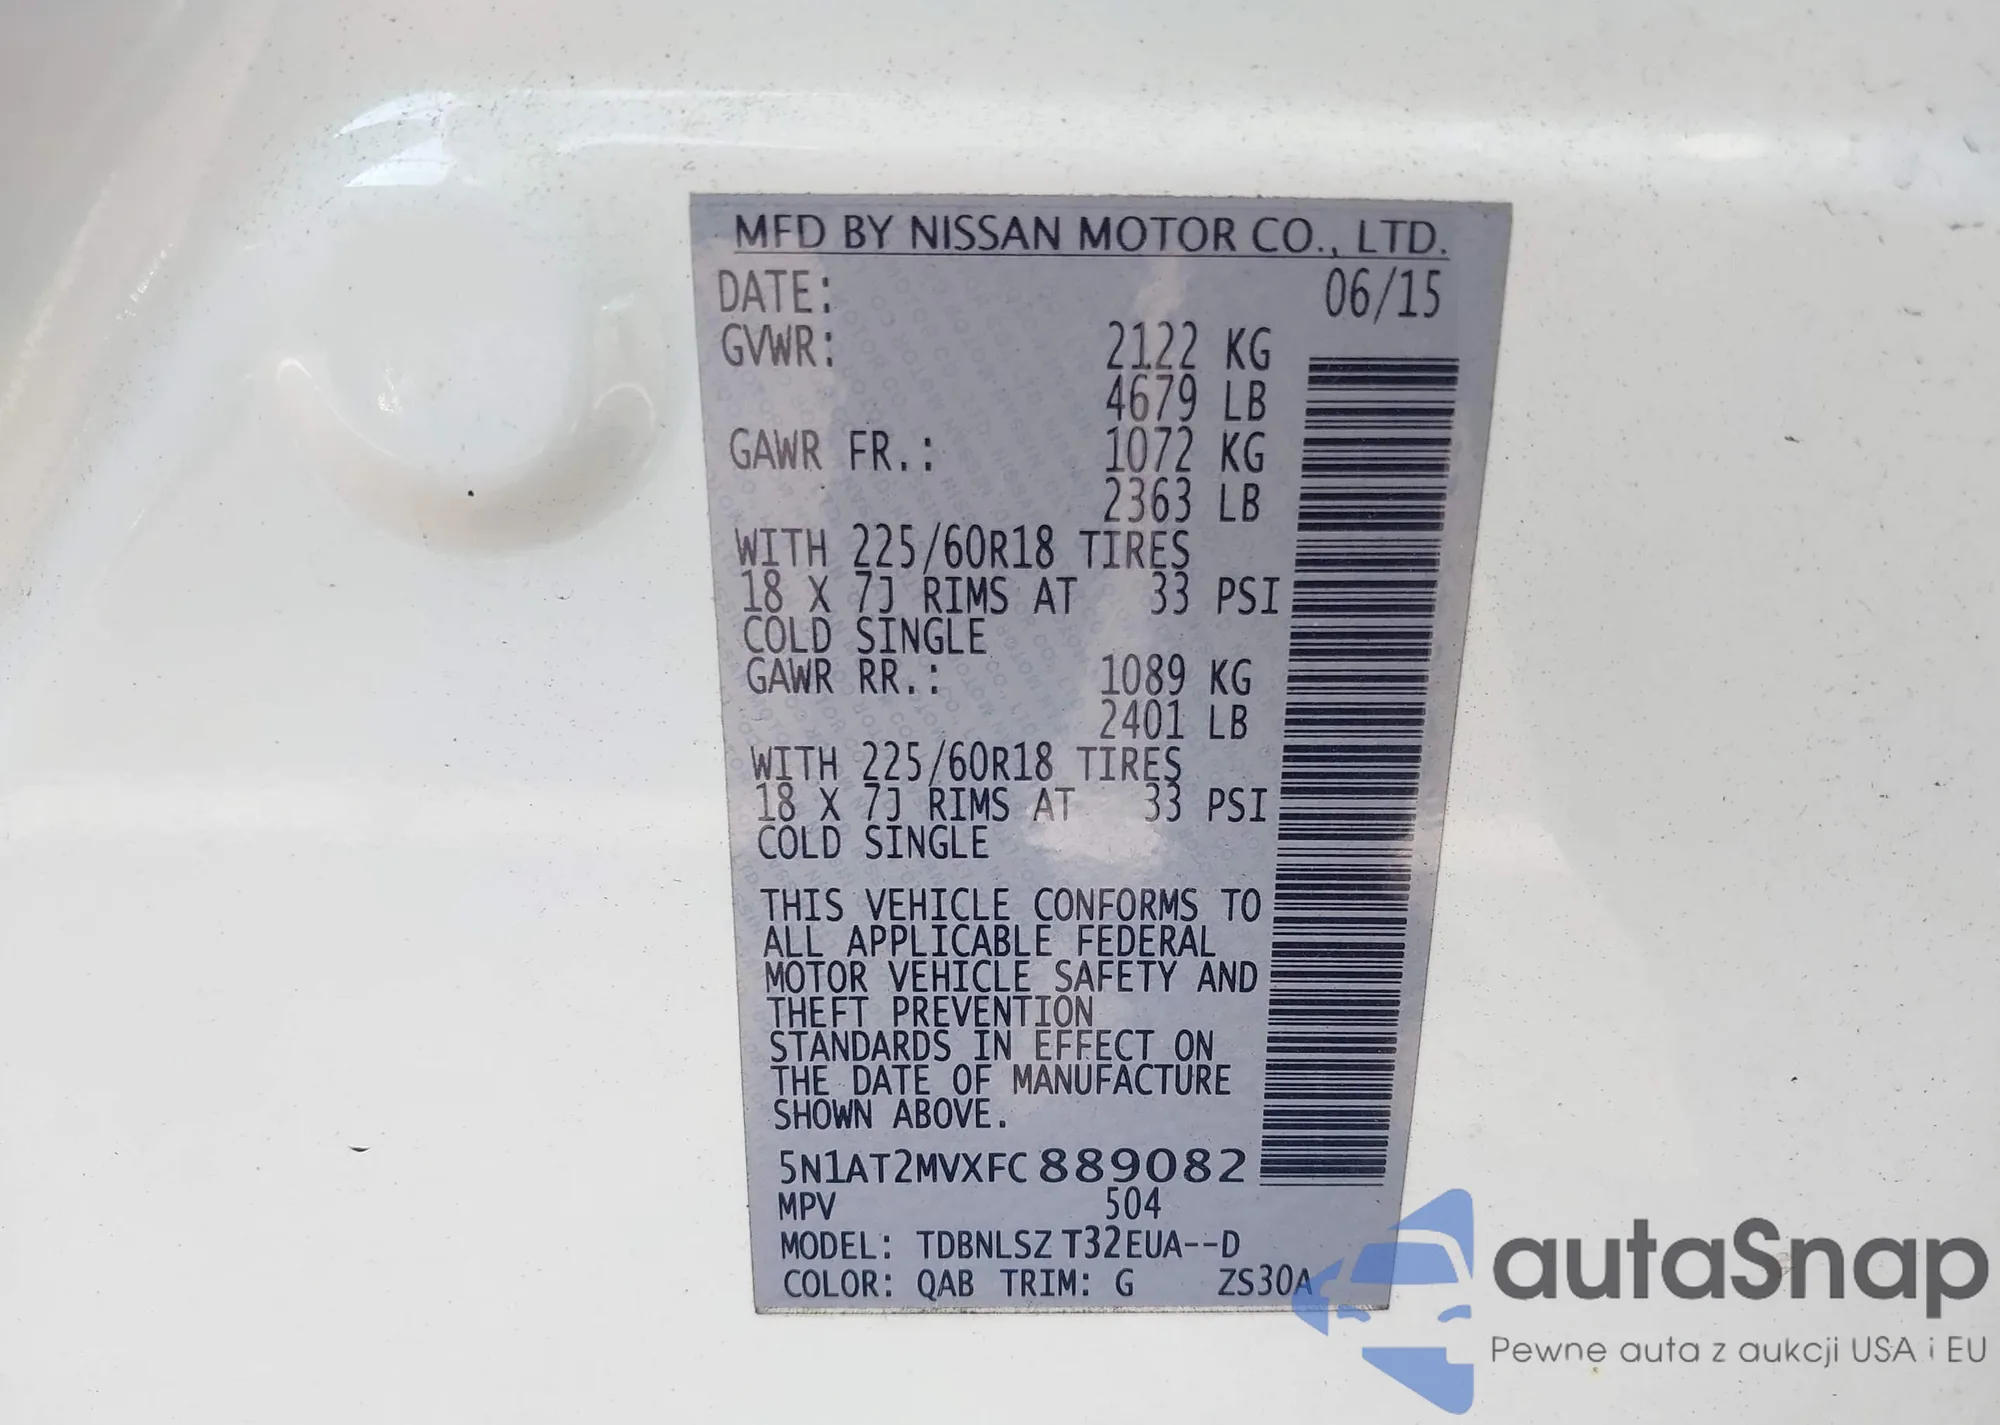 MFD BY NISSAN MOTOR CO., LTD.
DATE: 06/15
GVWR: 2122 KG
4679 LB
GAWR FR.: 1072 KG
2363 LB
WITH 225/60R18 TIRES
18 X 7J RIMS AT 33 PSI
COLD SINGLE
GAWR RR.: 1089 KG
2401 LB
WITH 225/60R18 TIRES
18 X 7J RIMS AT 33 PSI
COLD SINGLE
THIS VEHICLE CONFORMS TO
ALL APPLICABLE FEDERAL
MOTOR VEHICLE SAFETY AND
THEFT PREVENTION
STANDARDS IN EFFECT ON
THE DATE OF MANUFACTURE
SHOWN ABOVE.
5N1AT2MVXFC889082
MPV 504
MODEL: TDBNLSZ T32EUA--D
COLOR: QAB TRIM: G ZS30A
autaSnap
Pewne auta z aukcji USA i EU